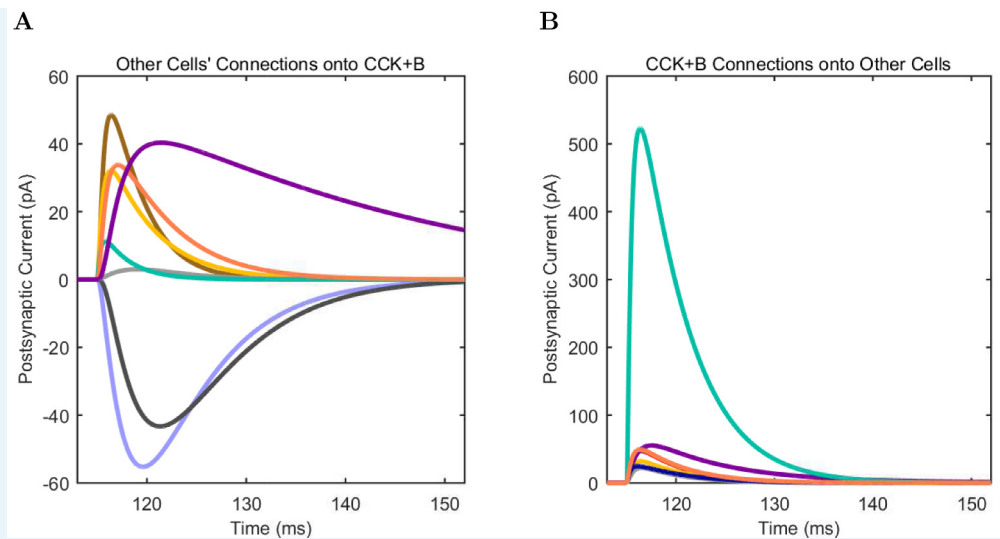 A
B
Other Cells' Connections onto CCK+B
CCK+B Connections onto Other Cells
Postsynaptic Current (pA)
60
40
20
0
-20
-40
-60
120
130
140
150
Time (ms)
Postsynaptic Current (pA)
600
500
400
300
200
100
0
120
130
140
150
Time (ms)